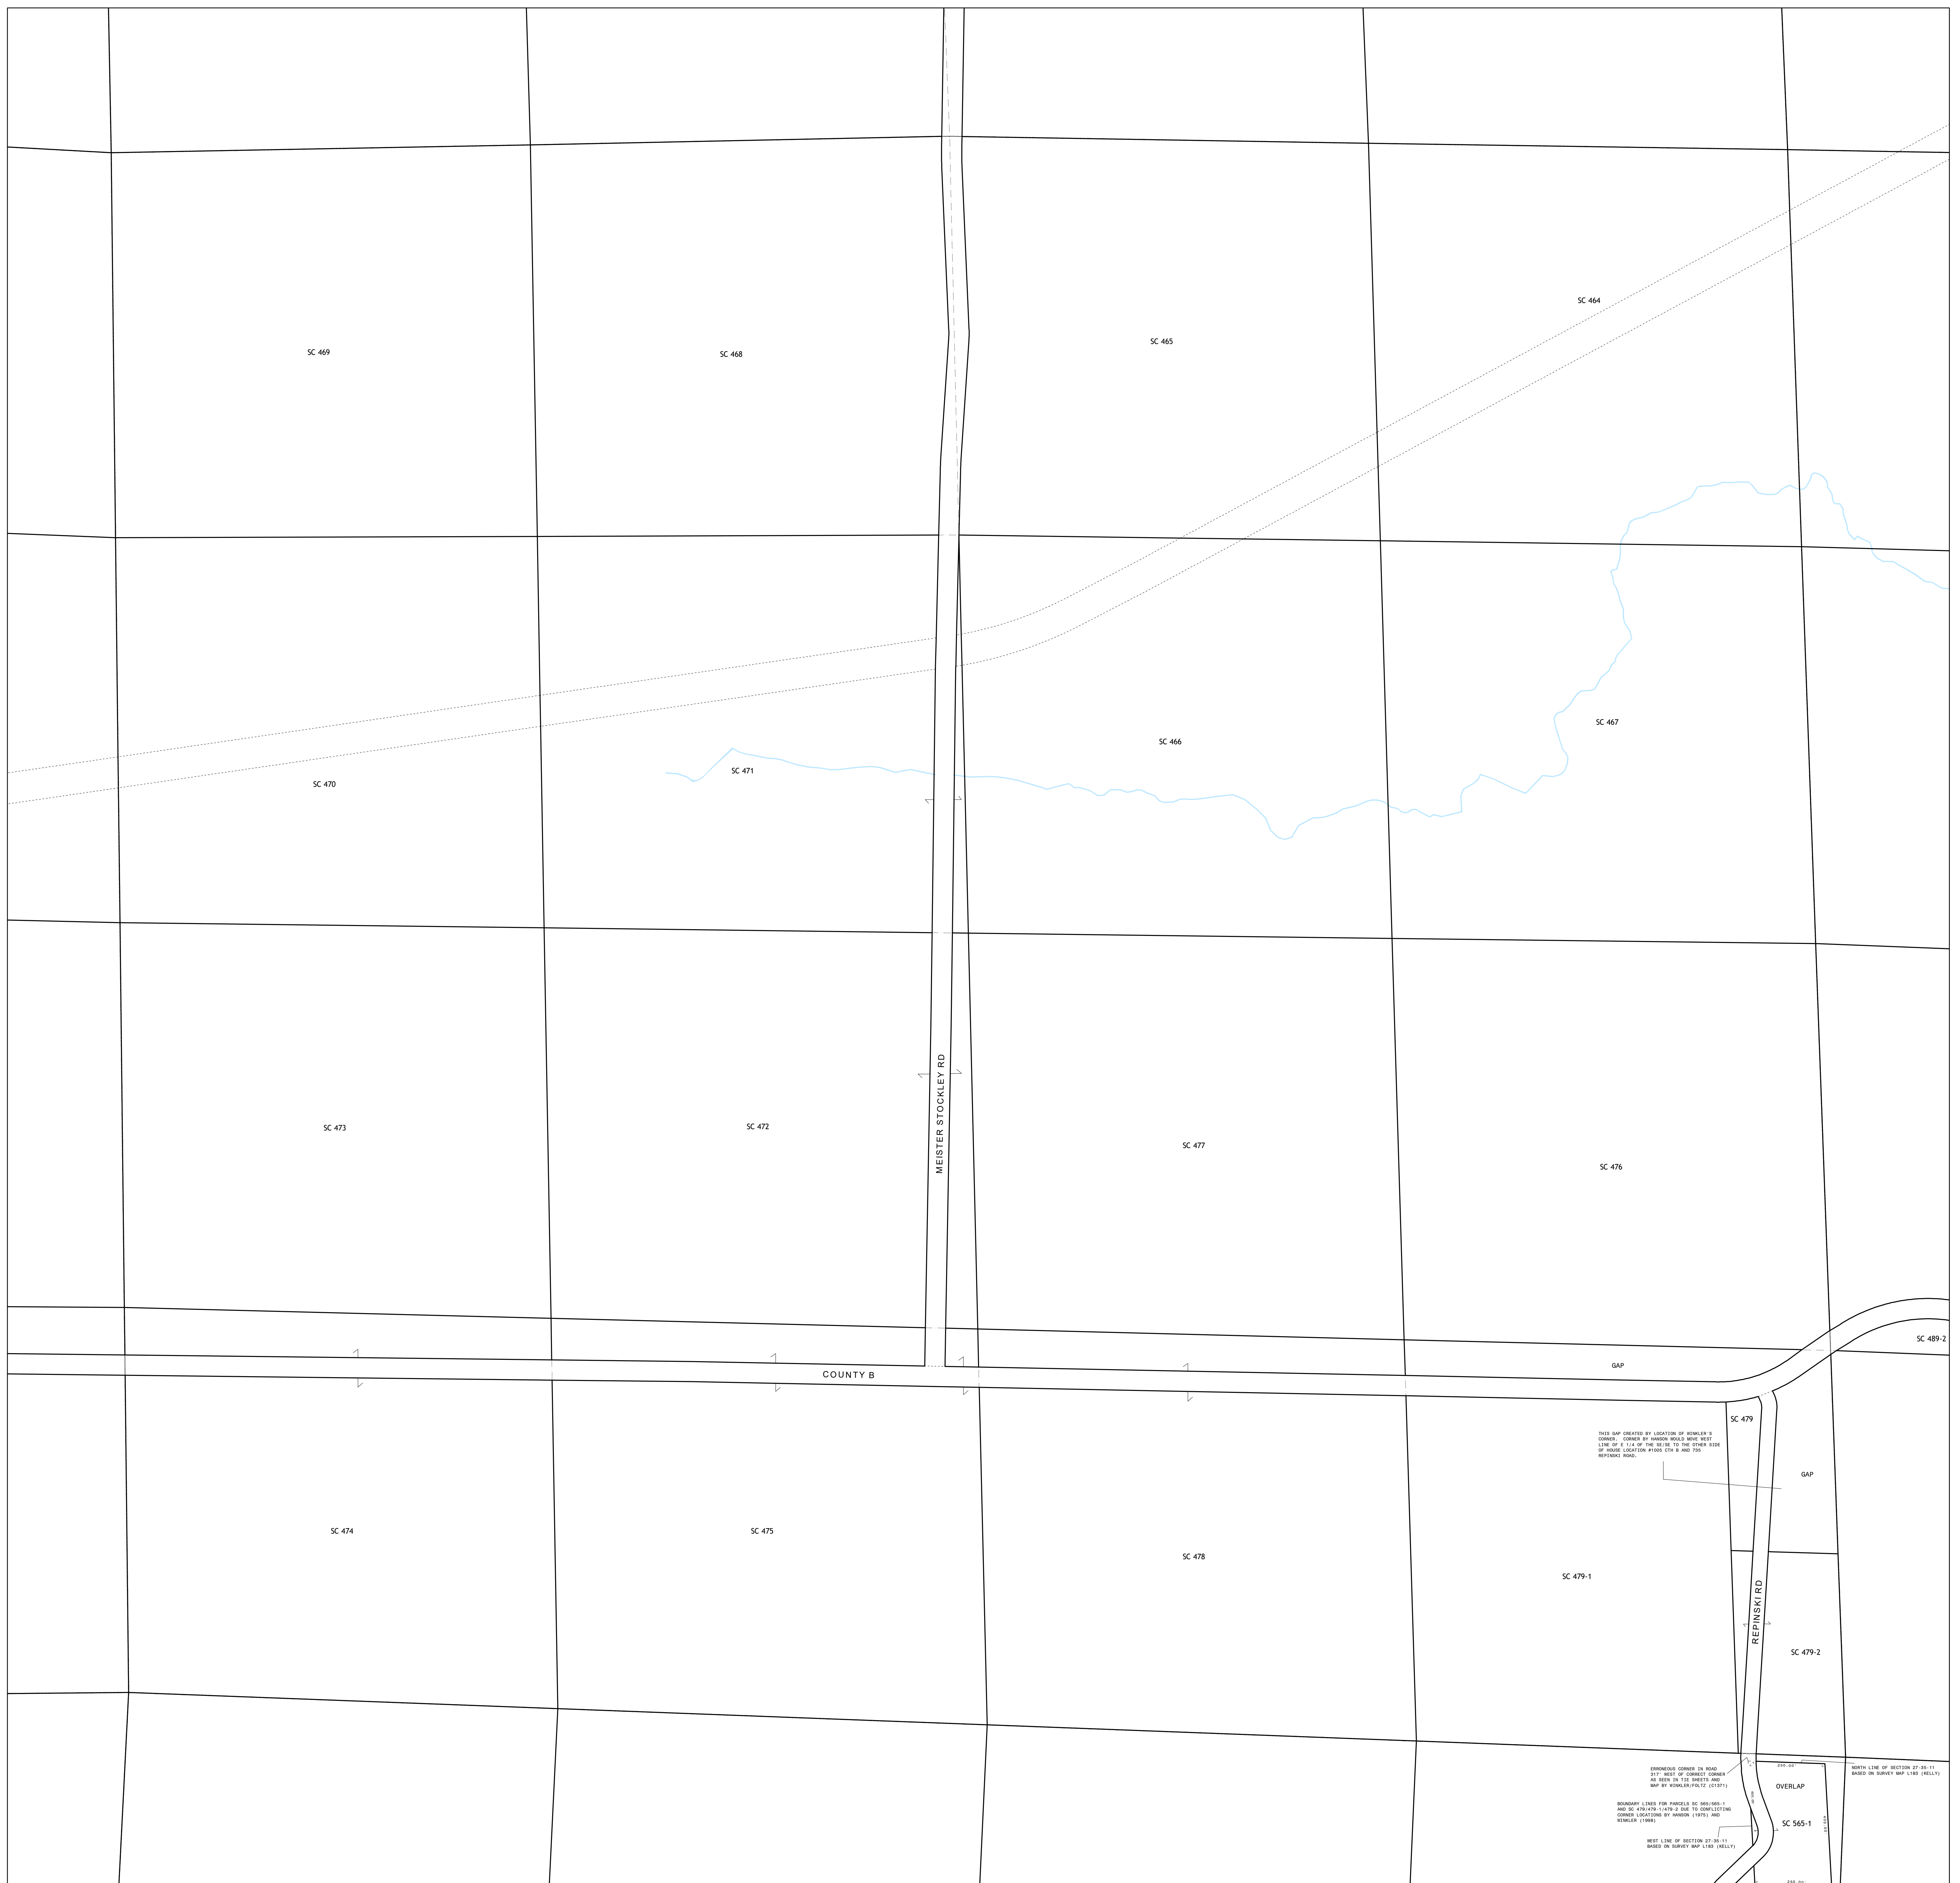 SC 464
SC 465
SC 469
SC 468
SC 467
SC 466
SC 471
SC 470
MEISTER STOCKLEY RD
SC 472
SC 473
SC 477
SC 476
SC 489-2
GAP
COUNTY B
SC 479
THIS GAP CREATED BY LOCATION OF WINKLER'S
CORNER. CORNER BY HANSON WOULD MOVE WEST
LINE OF E 1/4 OF THE SE/SE TO THE OTHER SIDE
OF HOUSE LOCATION #1005 CTH B AND 735
REPINSKI ROAD.
GAP
SC 474
SC 475
SC 478
SC 479-1
REPINSKI RD
SC 479-2
ERRONEOUS CORNER IN ROAD
317' WEST OF CORRECT CORNER
AS SEEN IN TIE SHEETS AND
MAP BY WINKLER/FOLTZ (C1371)
NORTH LINE OF SECTION 27-35-11
BASED ON SURVEY MAP L183 (KELLY)
OVERLAP
BOUNDARY LINES FOR PARCELS SC 565/565-1
AND SC 479/479-1/479-2 DUE TO CONFLICTING
CORNER LOCATIONS BY HANSON (1975) AND
WINKLER (1998)
SC 565-1
WEST LINE OF SECTION 27-35-11
BASED ON SURVEY MAP L183 (KELLY)